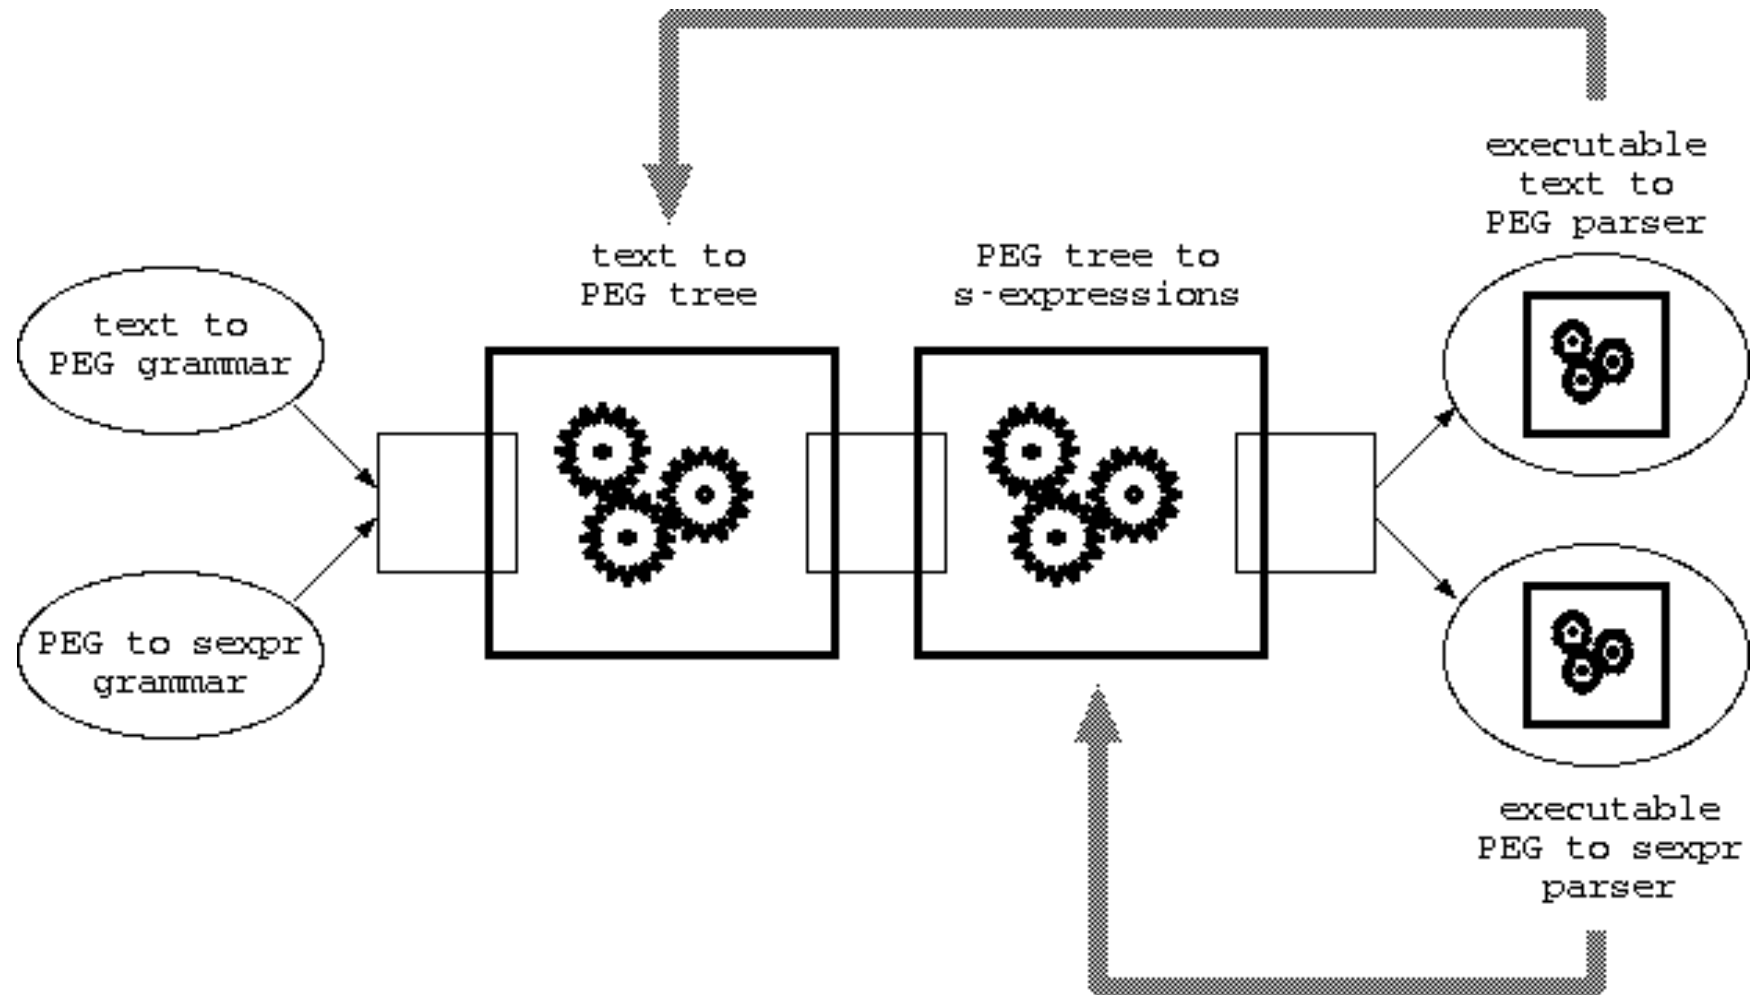 executable
text to
PEG parser
text to
PEG tree
PEG tree to
s-expressions
text to
PEG grammar
PEG to sexpr
grammar
executable
PEG to sexpr
parser